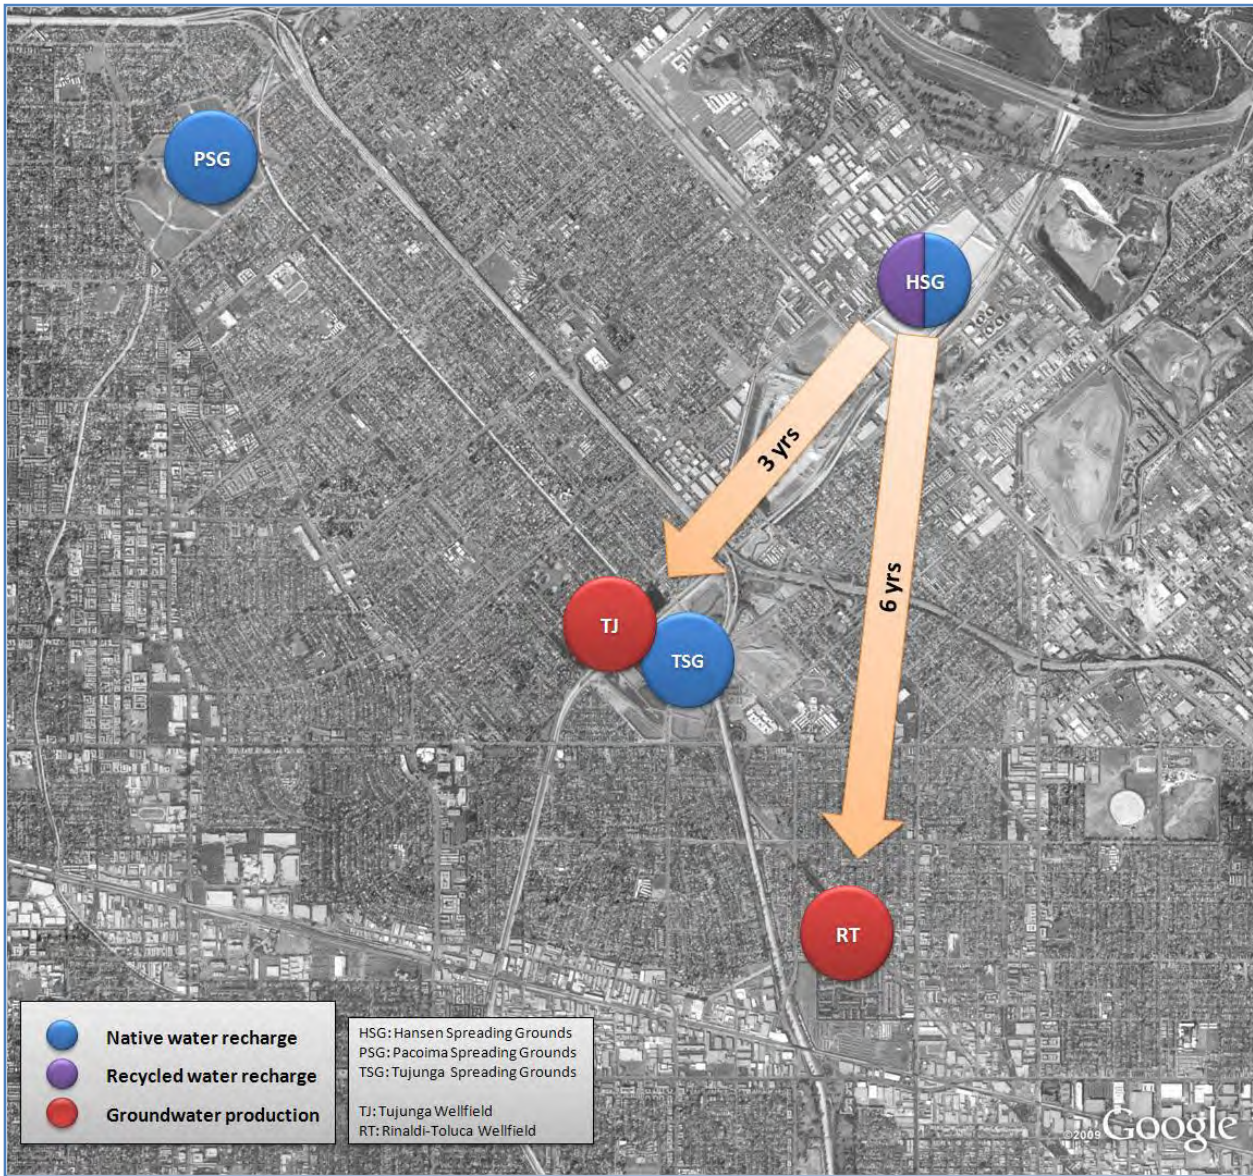 PSG
HSG
3 yrs
6 yrs
TJ
TSG
RT
Native water recharge
Recycled water recharge
Groundwater production
HSG: Hansen Spreading Grounds
PSG: Pacoima Spreading Grounds
TSG: Tujunga Spreading Grounds
TJ: Tujunga Wellfield
RT: Rinaldi-Toluca Wellfield
©2009 Google